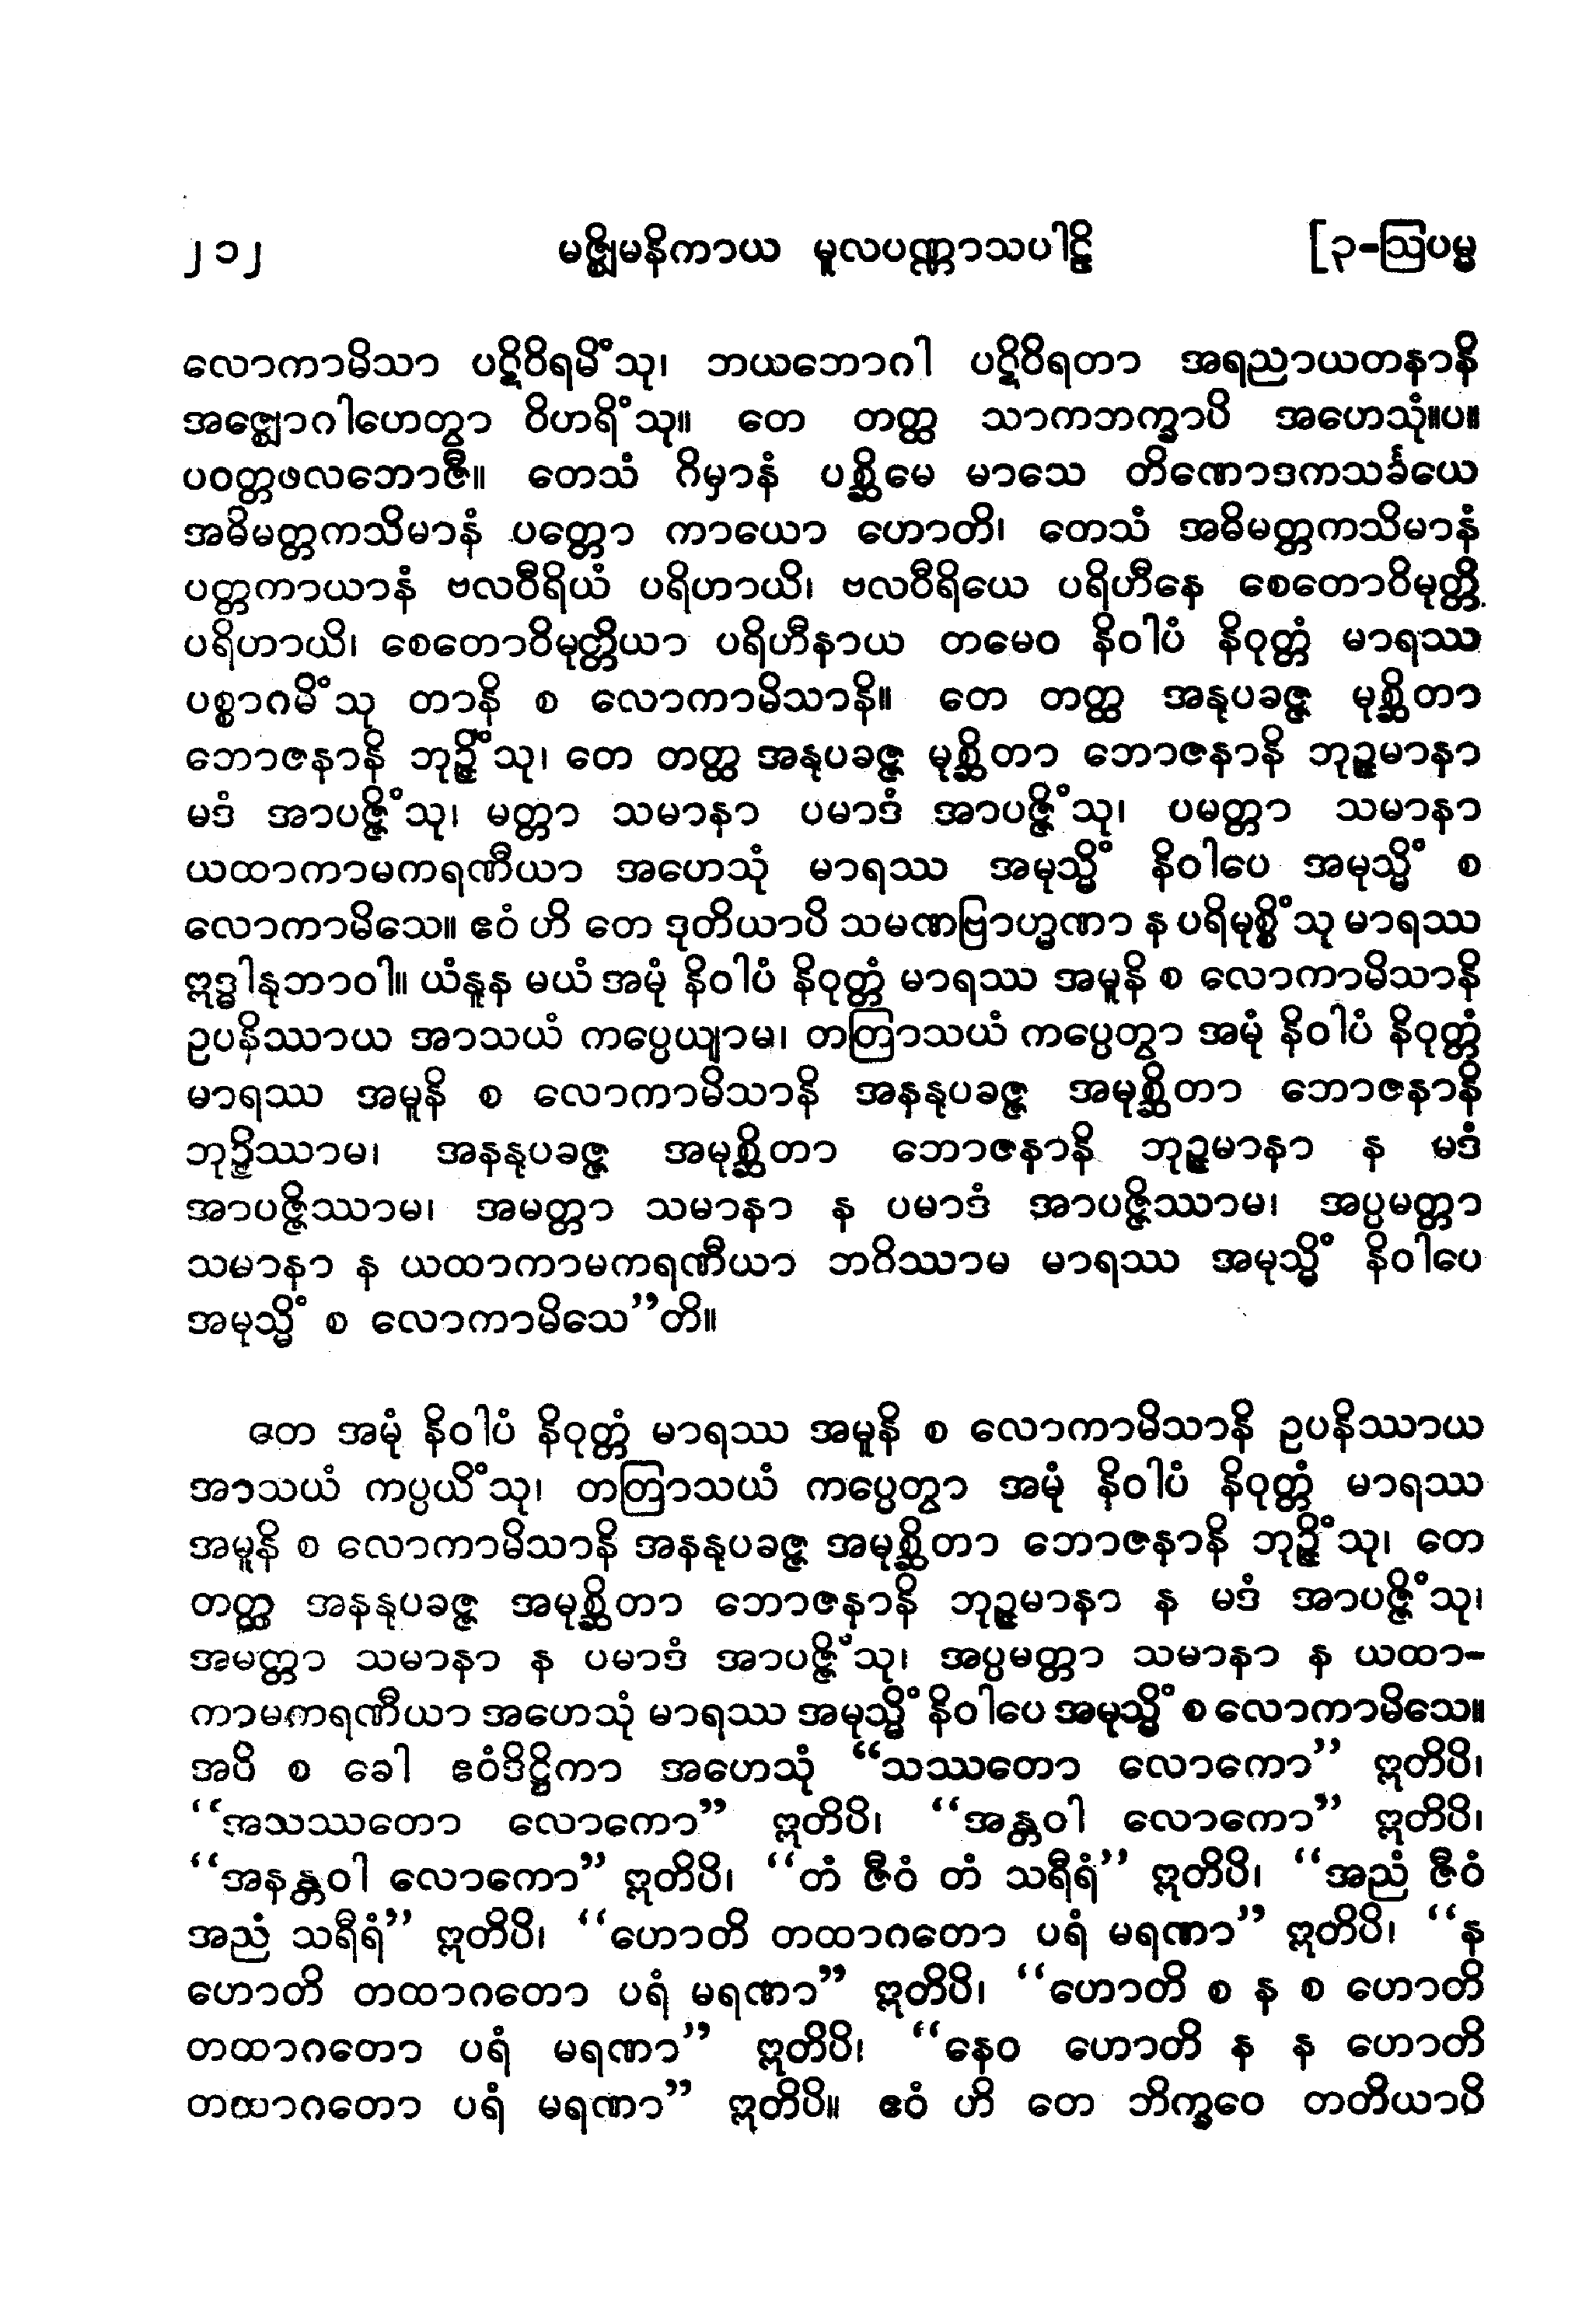 ၂၁၂ မဇ္ဈိမနိကာယ မူလပဏ္ဏာသပါဠိ [၃-ဩပမ္မ
လောကာမိသာ ပဋိဝိရမိံသု၊ ဘယဘောဂါ ပဋိဝိရတာ အရညာယတနာနိ
အဇ္ဈောဂါဟေတွာ ဝိဟရိံသု။ တေ တတ္ထ သာကဘက္ခာပိ အဟေသုံ။ပ။
ပဝတ္တဖလဘောဇီ။ တေသံ ဂိမှာနံ ပစ္ဆိမေ မာသေ တိဏောဒကသင်္ခယေ
အဓိမတ္တကသိမာနံ ပတ္တော ကာယော ဟောတိ၊ တေသံ အဓိမတ္တကသိမာနံ
ပတ္တကာယာနံ ဗလဝီရိယံ ပရိဟာယိ၊ ဗလဝီရိယေ ပရိဟီနေ စေတောဝိမုတ္တိ
ပရိဟာယိ၊ စေတောဝိမုတ္တိယာ ပရိဟီနာယ တမေဝ နိဝါပံ နိဝုတ္တံ မာရဿ
ပစ္စာဂမိံသု တာနိ စ လောကာမိသာနိ။ တေ တတ္ထ အနုပခဇ္ဇ မုစ္ဆိတာ
ဘောဇနာနိ ဘုဉ္ဇိံသု၊ တေ တတ္ထ အနုပခဇ္ဇ မုစ္ဆိတာ ဘောဇနာနိ ဘုဉ္ဇမာနာ
မဒံ အာပဇ္ဇိံသု၊ မတ္တာ သမာနာ ပမာဒံ အာပဇ္ဇိံသု၊ ပမတ္တာ သမာနာ
ယထာကာမကရဏီယာ အဟေသုံ မာရဿ အမုသ္မိံ နိဝါပေ အမုသ္မိံ စ
လောကာမိသေ။ ဧဝံ ဟိ တေ ဒုတိယာပိ သမဏဗြာဟ္မဏာ န ပရိမုစ္စိံသု မာရဿ
ဣဒ္ဓါနုဘာဝါ။ ယံနူန မယံ အမုံ နိဝါပံ နိဝုတ္တံ မာရဿ အမူနိ စ လောကာမိသာနိ
ဥပနိဿာယ အာသယံ ကပ္ပေယျာမ၊ တတြာသယံ ကပ္ပေတွာ အမုံ နိဝါပံ နိဝုတ္တံ
မာရဿ အမူနိ စ လောကာမိသာနိ အနနုပခဇ္ဇ အမုစ္ဆိတာ ဘောဇနာနိ
ဘုဉ္ဇိဿာမ၊ အနနုပခဇ္ဇ အမုစ္ဆိတာ ဘောဇနာနိ ဘုဉ္ဇမာနာ န မဒံ
အာပဇ္ဇိဿာမ၊ အမတ္တာ သမာနာ န ပမာဒံ အာပဇ္ဇိဿာမ၊ အပ္ပမတ္တာ
သမာနာ န ယထာကာမကရဏီယာ ဘဝိဿာမ မာရဿ အမုသ္မိံ နိဝါပေ
အမုသ္မိံ စ လောကာမိသေ”တိ။
တေ အမုံ နိဝါပံ နိဝုတ္တံ မာရဿ အမူနိ စ လောကာမိသာနိ ဥပနိဿာယ
အာသယံ ကပ္ပယိံသု၊ တတြာသယံ ကပ္ပေတွာ အမုံ နိဝါပံ နိဝုတ္တံ မာရဿ
အမူနိ စ လောကာမိသာနိ အနနုပခဇ္ဇ အမုစ္ဆိတာ ဘောဇနာနိ ဘုဉ္ဇိံသု၊ တေ
တတ္ထ အနနုပခဇ္ဇ အမုစ္ဆိတာ ဘောဇနာနိ ဘုဉ္ဇမာနာ န မဒံ အာပဇ္ဇိံသု၊
အမတ္တာ သမာနာ န ပမာဒံ အာပဇ္ဇိံသု၊ အပ္ပမတ္တာ သမာနာ န ယထာ-
ကာမကရဏီယာ အဟေသုံ မာရဿ အမုသ္မိံ နိဝါပေ အမုသ္မိံ စ လောကာမိသေ။
အပိ စ ခေါ ဧဝံဒိဋ္ဌိကာ အဟေသုံ “သဿတော လောကော” ဣတိပိ၊
“အသဿတော လောကော” ဣတိပိ၊ “အန္တဝါ လောကော” ဣတိပိ၊
“အနန္တဝါ လောကော” ဣတိပိ၊ “တံ ဇီဝံ တံ သရီရံ” ဣတိပိ၊ “အညံ ဇီဝံ
အညံ သရီရံ” ဣတိပိ၊ “ဟောတိ တထာဂတော ပရံ မရဏာ” ဣတိပိ၊ “န
ဟောတိ တထာဂတော ပရံ မရဏာ” ဣတိပိ၊ “ဟောတိ စ န စ ဟောတိ
တထာဂတော ပရံ မရဏာ” ဣတိပိ၊ “နေဝ ဟောတိ န န ဟောတိ
တထာဂတော ပရံ မရဏာ” ဣတိပိ။ ဧဝံ ဟိ တေ ဘိက္ခဝေ တတိယာပိ